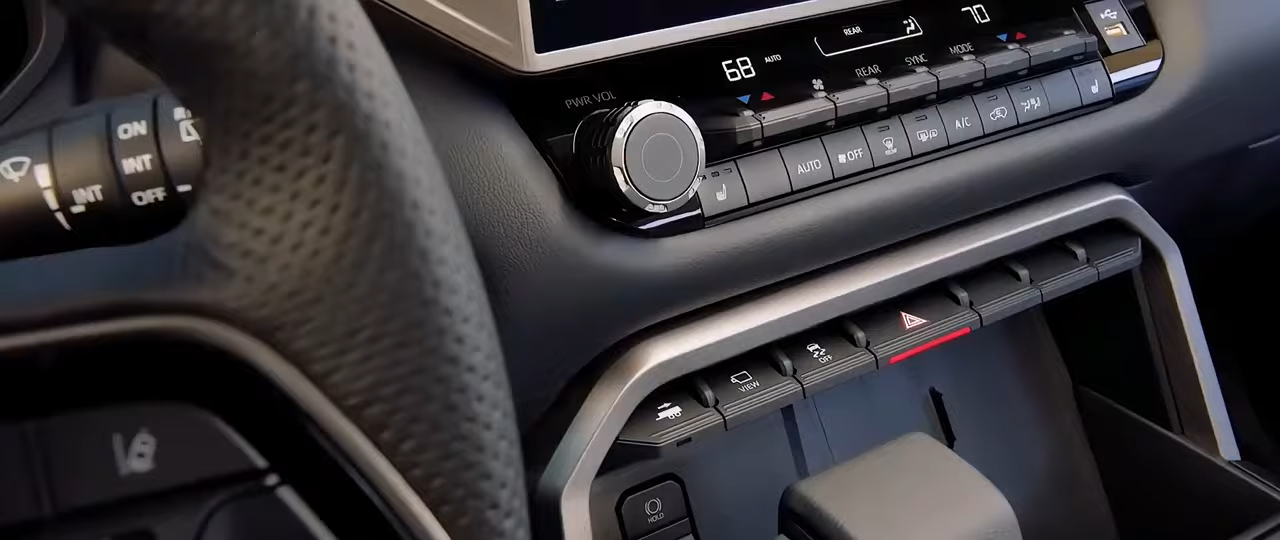 70
REAR
68 AUTO
MODE
SYNC
REAR
PWR VOL
ON
INT
INT
OFF
A/C
OFF
AUTO
OFF
VIEW
HOLD